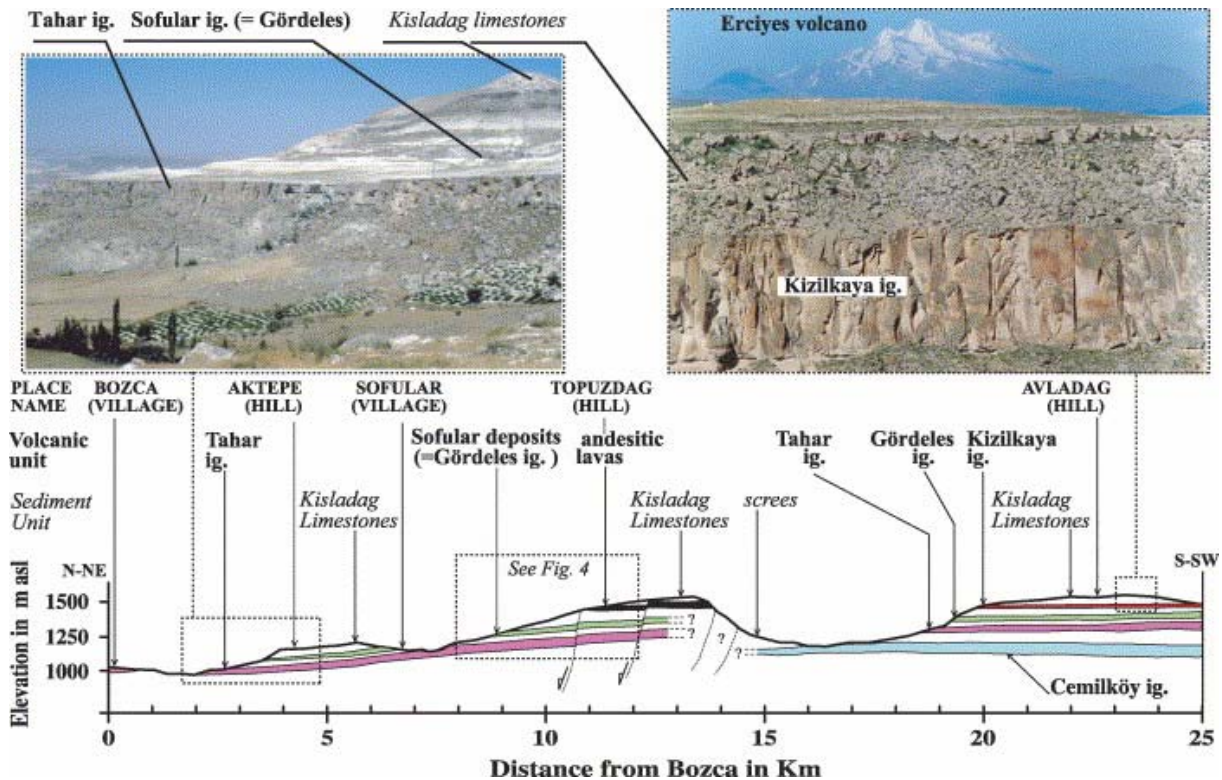 Tahar ig. Sofular ig. (= Gördeles) Kisladag limestones
Erciyes volcano
Kizilkaya ig.
PLACE NAME
BOZCA (VILLAGE)
AKTEPE (HILL)
SOFULAR (VILLAGE)
TOPUZDAG (HILL)
AVLADAG (HILL)
Volcanic unit
Tahar ig.
Sofular deposits (=Gördeles ig. )
andesitic lavas
Tahar ig.
Gördeles ig.
Kizilkaya ig.
Sediment Unit
Kisladag Limestones
Kisladag Limestones
screes
Kisladag Limestones
N-NE
See Fig. 4
S-SW
Elevation in m asl
1500
1250
1000
? ? ? ? ?
Cemilköy ig.
0 5 10 15 20 25
Distance from Bozca in Km